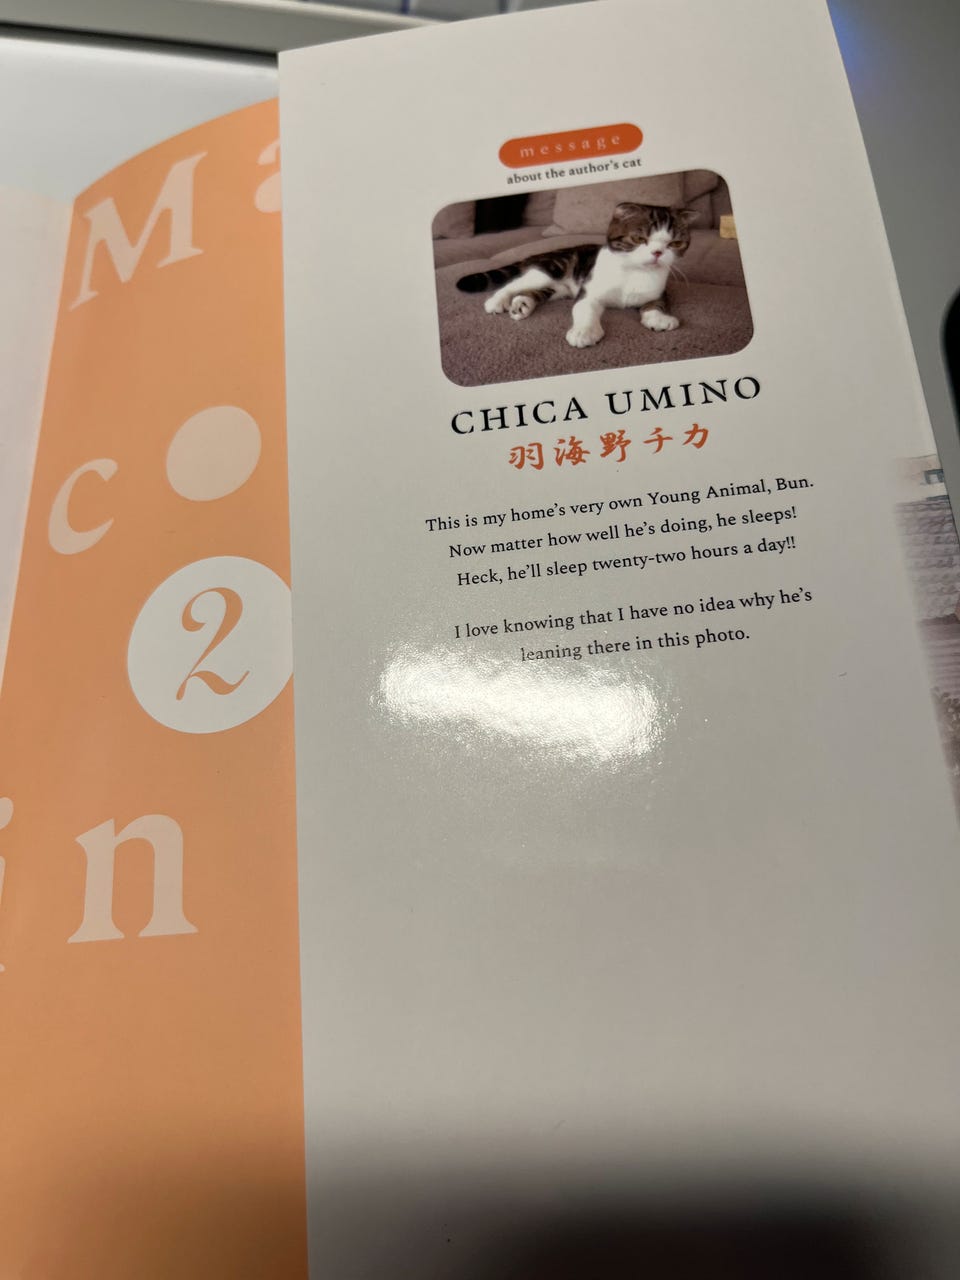 M a
c
2
i n
message
about the author's cat
CHICA UMINO
羽海野チカ
This is my home's very own Young Animal, Bun.
Now matter how well he's doing, he sleeps!
Heck, he'll sleep twenty-two hours a day!!
I love knowing that I have no idea why he's
leaning there in this photo.